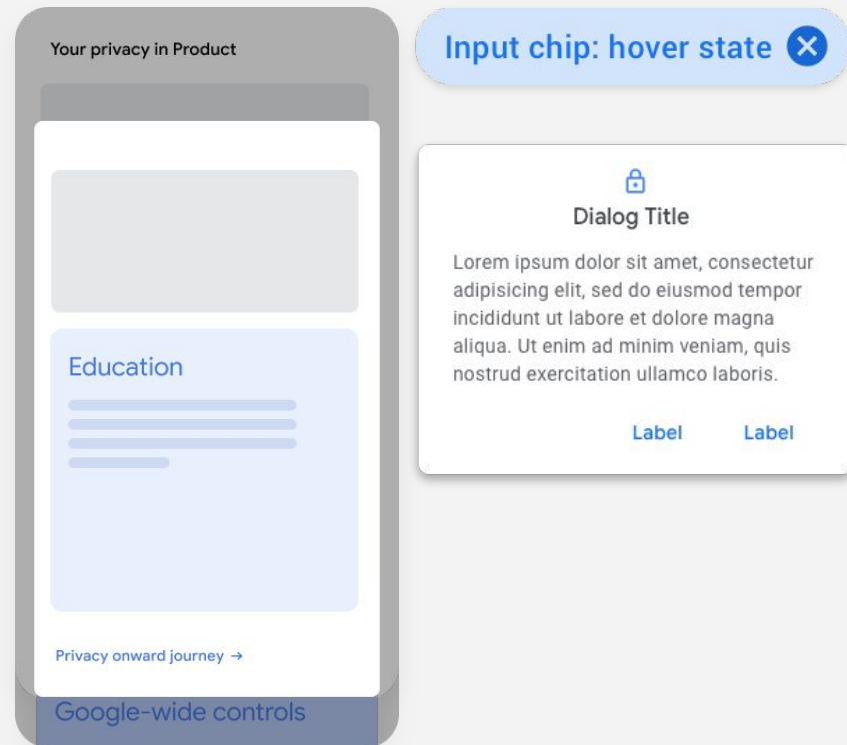 Your privacy in Product
Education
Privacy onward journey →
Google-wide controls
Input chip: hover state
Dialog Title
Lorem ipsum dolor sit amet, consectetur
adipisicing elit, sed do eiusmod tempor
incididunt ut labore et dolore magna
aliqua. Ut enim ad minim veniam, quis
nostrud exercitation ullamco laboris.
Label Label